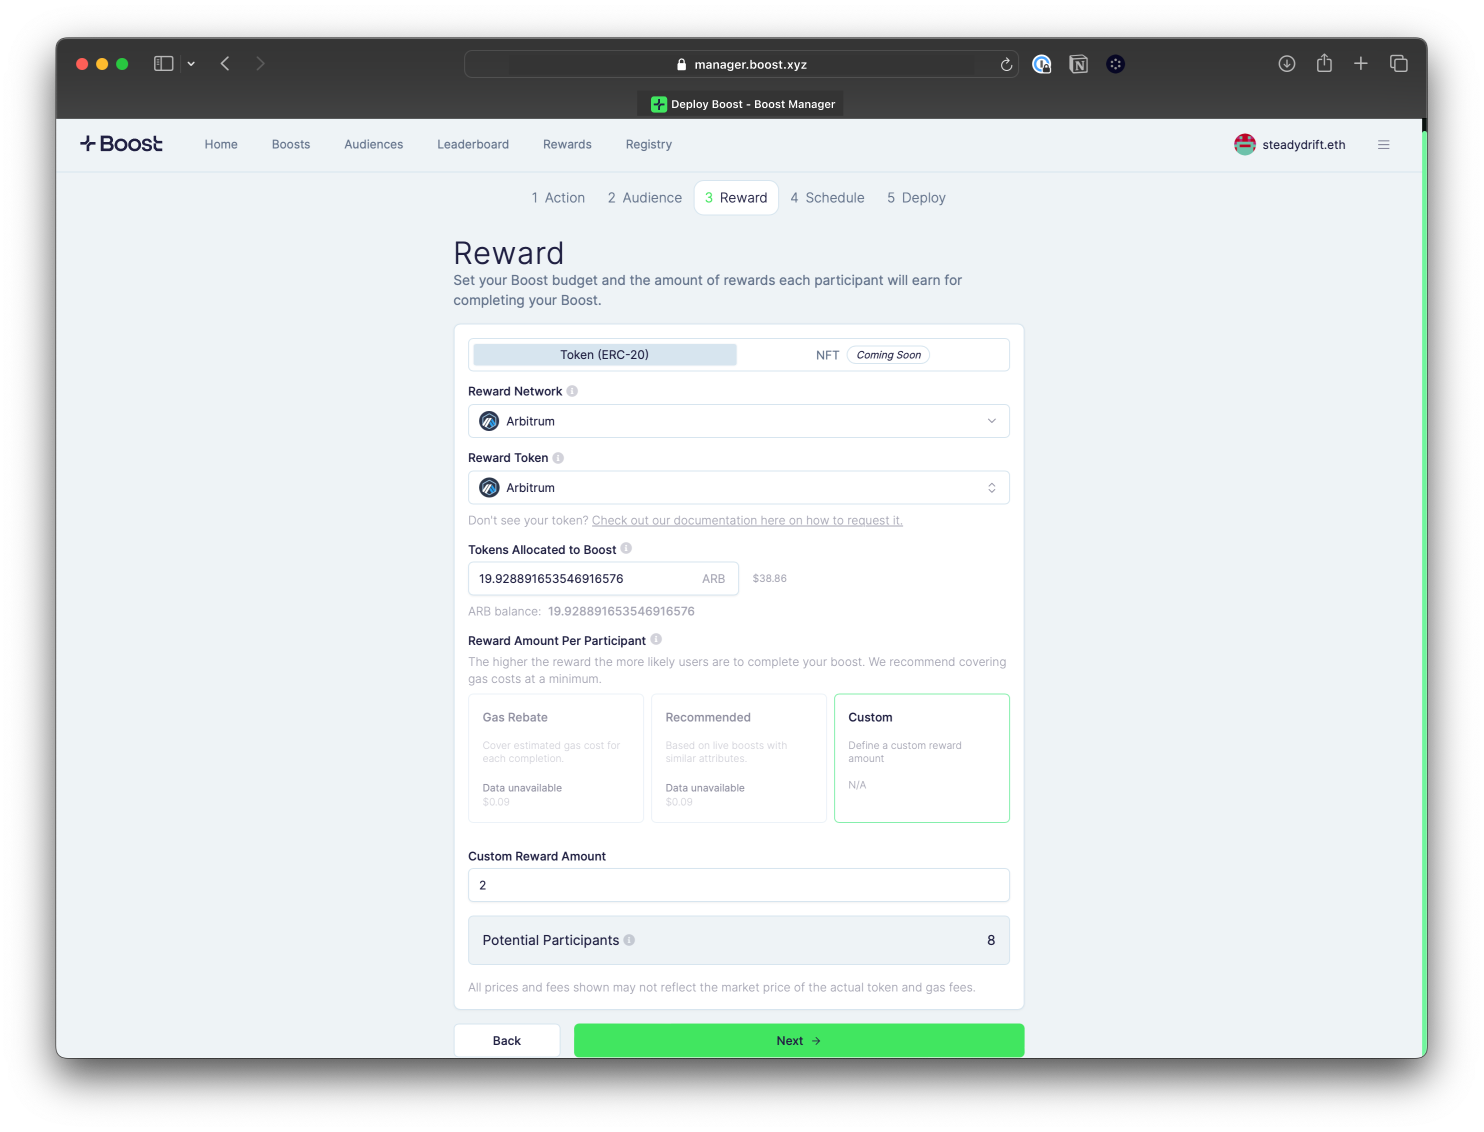 manager.boost.xyz
Deploy Boost - Boost Manager
Boost
Home Boosts Audiences Leaderboard Rewards Registry
steadydrift.eth
1 Action 2 Audience 3 Reward 4 Schedule 5 Deploy
Reward
Set your Boost budget and the amount of rewards each participant will earn for
completing your Boost.
Token (ERC-20) NFT Coming Soon
Reward Network
Arbitrum
Reward Token
Arbitrum
Don't see your token? Check out our documentation here on how to request it.
Tokens Allocated to Boost
19.928891653546916576 ARB $38.86
ARB balance: 19.928891653546916576
Reward Amount Per Participant
The higher the reward the more likely users are to complete your boost. We recommend covering
gas costs at a minimum.
Gas Rebate
Cover estimated gas cost for
each completion.
Data unavailable
$0.09
Recommended
Based on live boosts with
similar attributes.
Data unavailable
$0.09
Custom
Define a custom reward
amount
N/A
Custom Reward Amount
2
Potential Participants 8
All prices and fees shown may not reflect the market price of the actual token and gas fees.
Back Next →